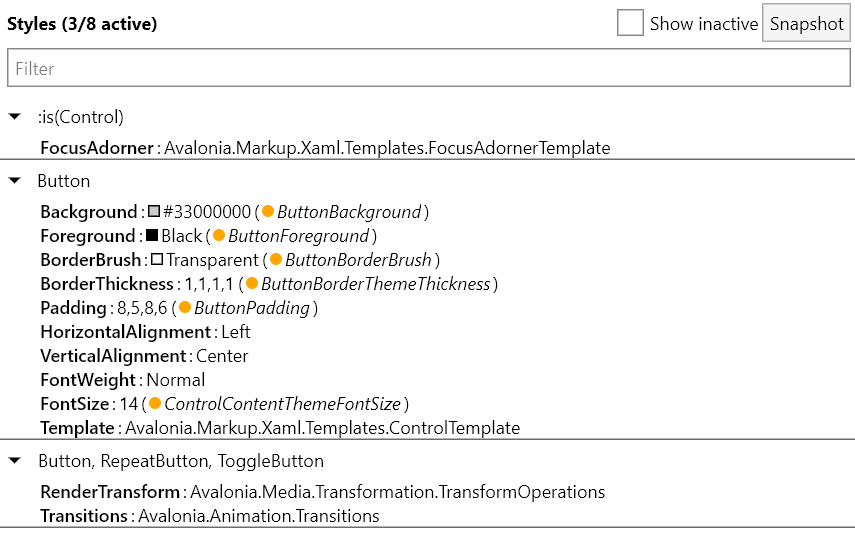 Styles (3/8 active)
Show inactive
Snapshot
Filter
:is(Control)
FocusAdorner : Avalonia.Markup.Xaml.Templates.FocusAdornerTemplate
Button
Background : #33000000 ( ButtonBackground )
Foreground : Black ( ButtonForeground )
BorderBrush : Transparent ( ButtonBorderBrush )
BorderThickness : 1,1,1,1 ( ButtonBorderThemeThickness )
Padding : 8,5,8,6 ( ButtonPadding )
HorizontalAlignment : Left
VerticalAlignment : Center
FontWeight : Normal
FontSize : 14 ( ControlContentThemeFontSize )
Template : Avalonia.Markup.Xaml.Templates.ControlTemplate
Button, RepeatButton, ToggleButton
RenderTransform : Avalonia.Media.Transformation.TransformOperations
Transitions : Avalonia.Animation.Transitions